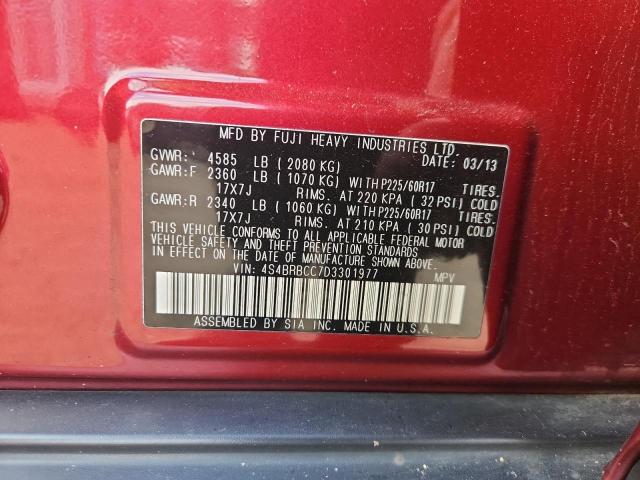 MFD BY FUJI HEAVY INDUSTRIES LTD.
GVWR: 4585 LB (2080 KG) DATE: 03/13
GAWR:F 2360 LB (1070 KG) WITH P225/60R17 TIRES.
17X7J RIMS. AT 220 KPA (32 PSI) COLD
GAWR:R 2340 LB (1060 KG) WITH P225/60R17 TIRES.
17X7J RIMS. AT 210 KPA (30 PSI) COLD
THIS VEHICLE CONFORMS TO ALL APPLICABLE FEDERAL MOTOR
VEHICLE SAFETY AND THEFT PREVENTION STANDARDS
IN EFFECT ON THE DATE OF MANUFACTURE SHOWN ABOVE.
VIN: 4S4BRBCC7D3301977 MPV
ASSEMBLED BY SIA INC. MADE IN U.S.A.